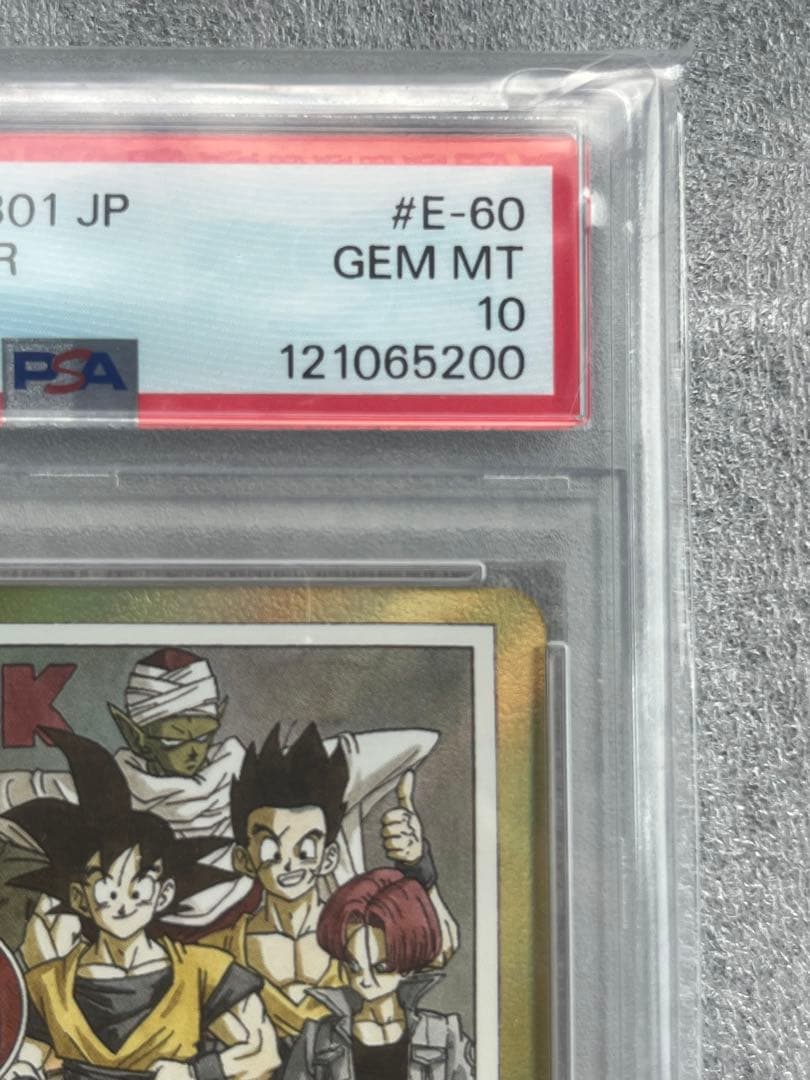 301 JP
#E-60
R
GEM MT
10
PSA
121065200
K